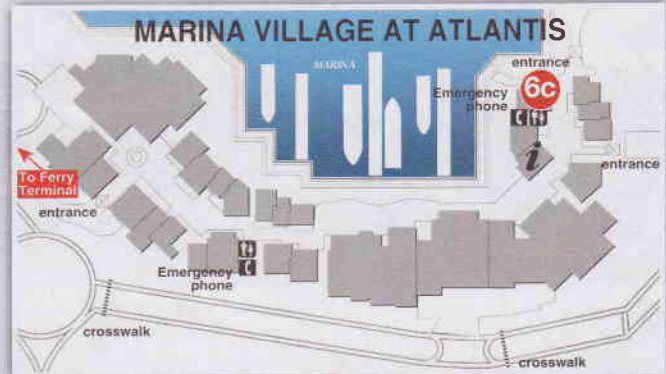 MARINA VILLAGE AT ATLANTIS
MARINA
entrance
6c
Emergency
phone
i
entrance
To Ferry
Terminal
entrance
Emergency
phone
crosswalk
crosswalk